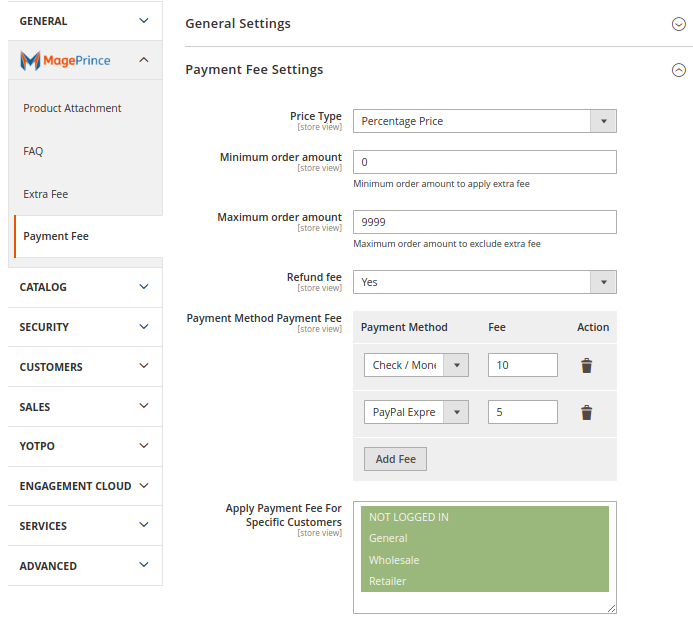 GENERAL
MagePrince
Product Attachment
FAQ
Extra Fee
Payment Fee
CATALOG
SECURITY
CUSTOMERS
SALES
YOTPO
ENGAGEMENT CLOUD
SERVICES
ADVANCED
General Settings
Payment Fee Settings
Price Type
[store view]
Percentage Price
Minimum order amount
[store view]
0
Minimum order amount to apply extra fee
Maximum order amount
[store view]
9999
Maximum order amount to exclude extra fee
Refund fee
[store view]
Yes
Payment Method Payment Fee
[store view]
Payment Method Fee Action
Check / Mone 10
PayPal Expre 5
Add Fee
Apply Payment Fee For
Specific Customers
[store view]
NOT LOGGED IN
General
Wholesale
Retailer